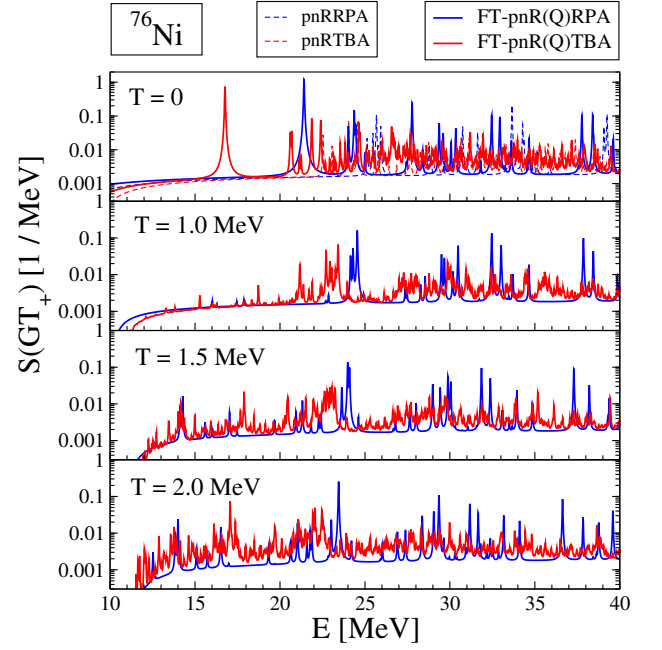 ⁷⁶Ni
pnRRPA
pnRTBA
FT-pnR(Q)RPA
FT-pnR(Q)TBA
S(GT₊) [1 / MeV]
1
0.1
0.01
0.001
T = 0
1
0.1
0.01
0.001
T = 1.0 MeV
1
0.1
0.01
0.001
T = 1.5 MeV
1
0.1
0.01
0.001
T = 2.0 MeV
10 15 20 25 30 35 40
E [MeV]